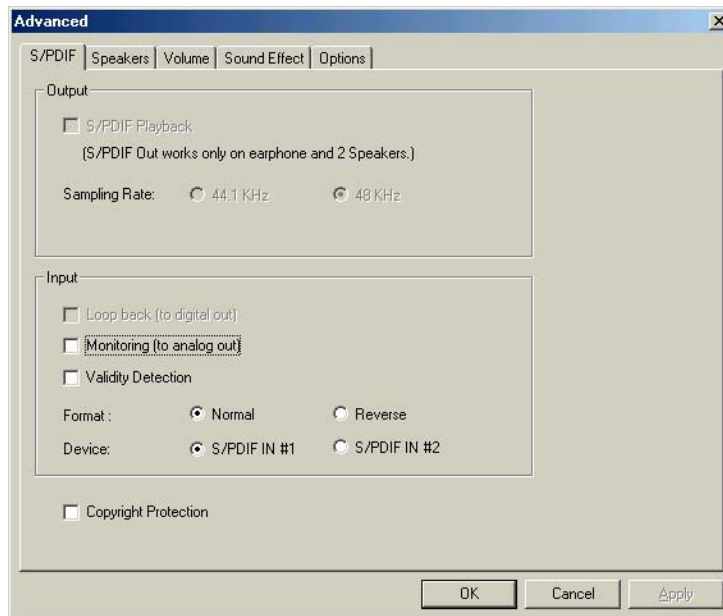 Advanced
S/PDIF Speakers Volume Sound Effect Options
Output
S/PDIF Playback
(S/PDIF Out works only on earphone and 2 Speakers.)
Sampling Rate: 44.1 KHz 48 KHz
Input
Loop back (to digital out)
Monitoring (to analog out)
Validity Detection
Format : Normal Reverse
Device: S/PDIF IN #1 S/PDIF IN #2
Copyright Protection
OK Cancel Apply